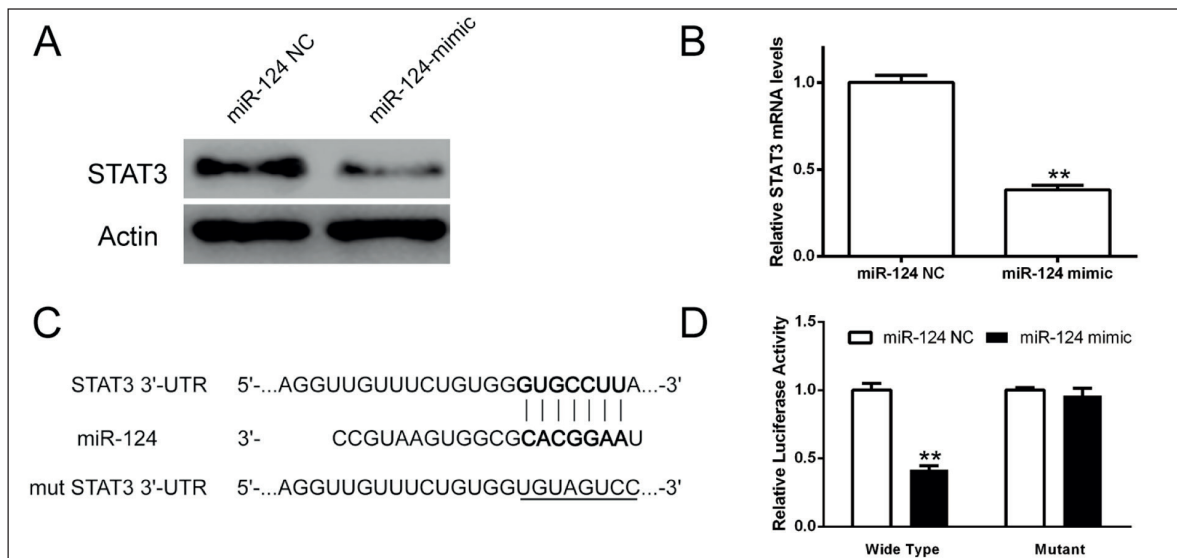 A
miR-124 NC
miR-124-mimic
STAT3
Actin
B
Relative STAT3 mRNA levels
1.0
0.5
0.0
**
miR-124 NC
miR-124 mimic
C
STAT3 3'-UTR 5'-...AGGUUGUUUCUGUGGGUGCCUUA...-3'
miR-124 3'- CCGUAAGUGGCGCACGGAAU
mut STAT3 3'-UTR 5'-...AGGUUGUUUCUGUGGUGUAGUCC...-3'
D
Relative Luciferase Activity
1.5
1.0
0.5
0.0
miR-124 NC
miR-124 mimic
**
Wide Type
Mutant